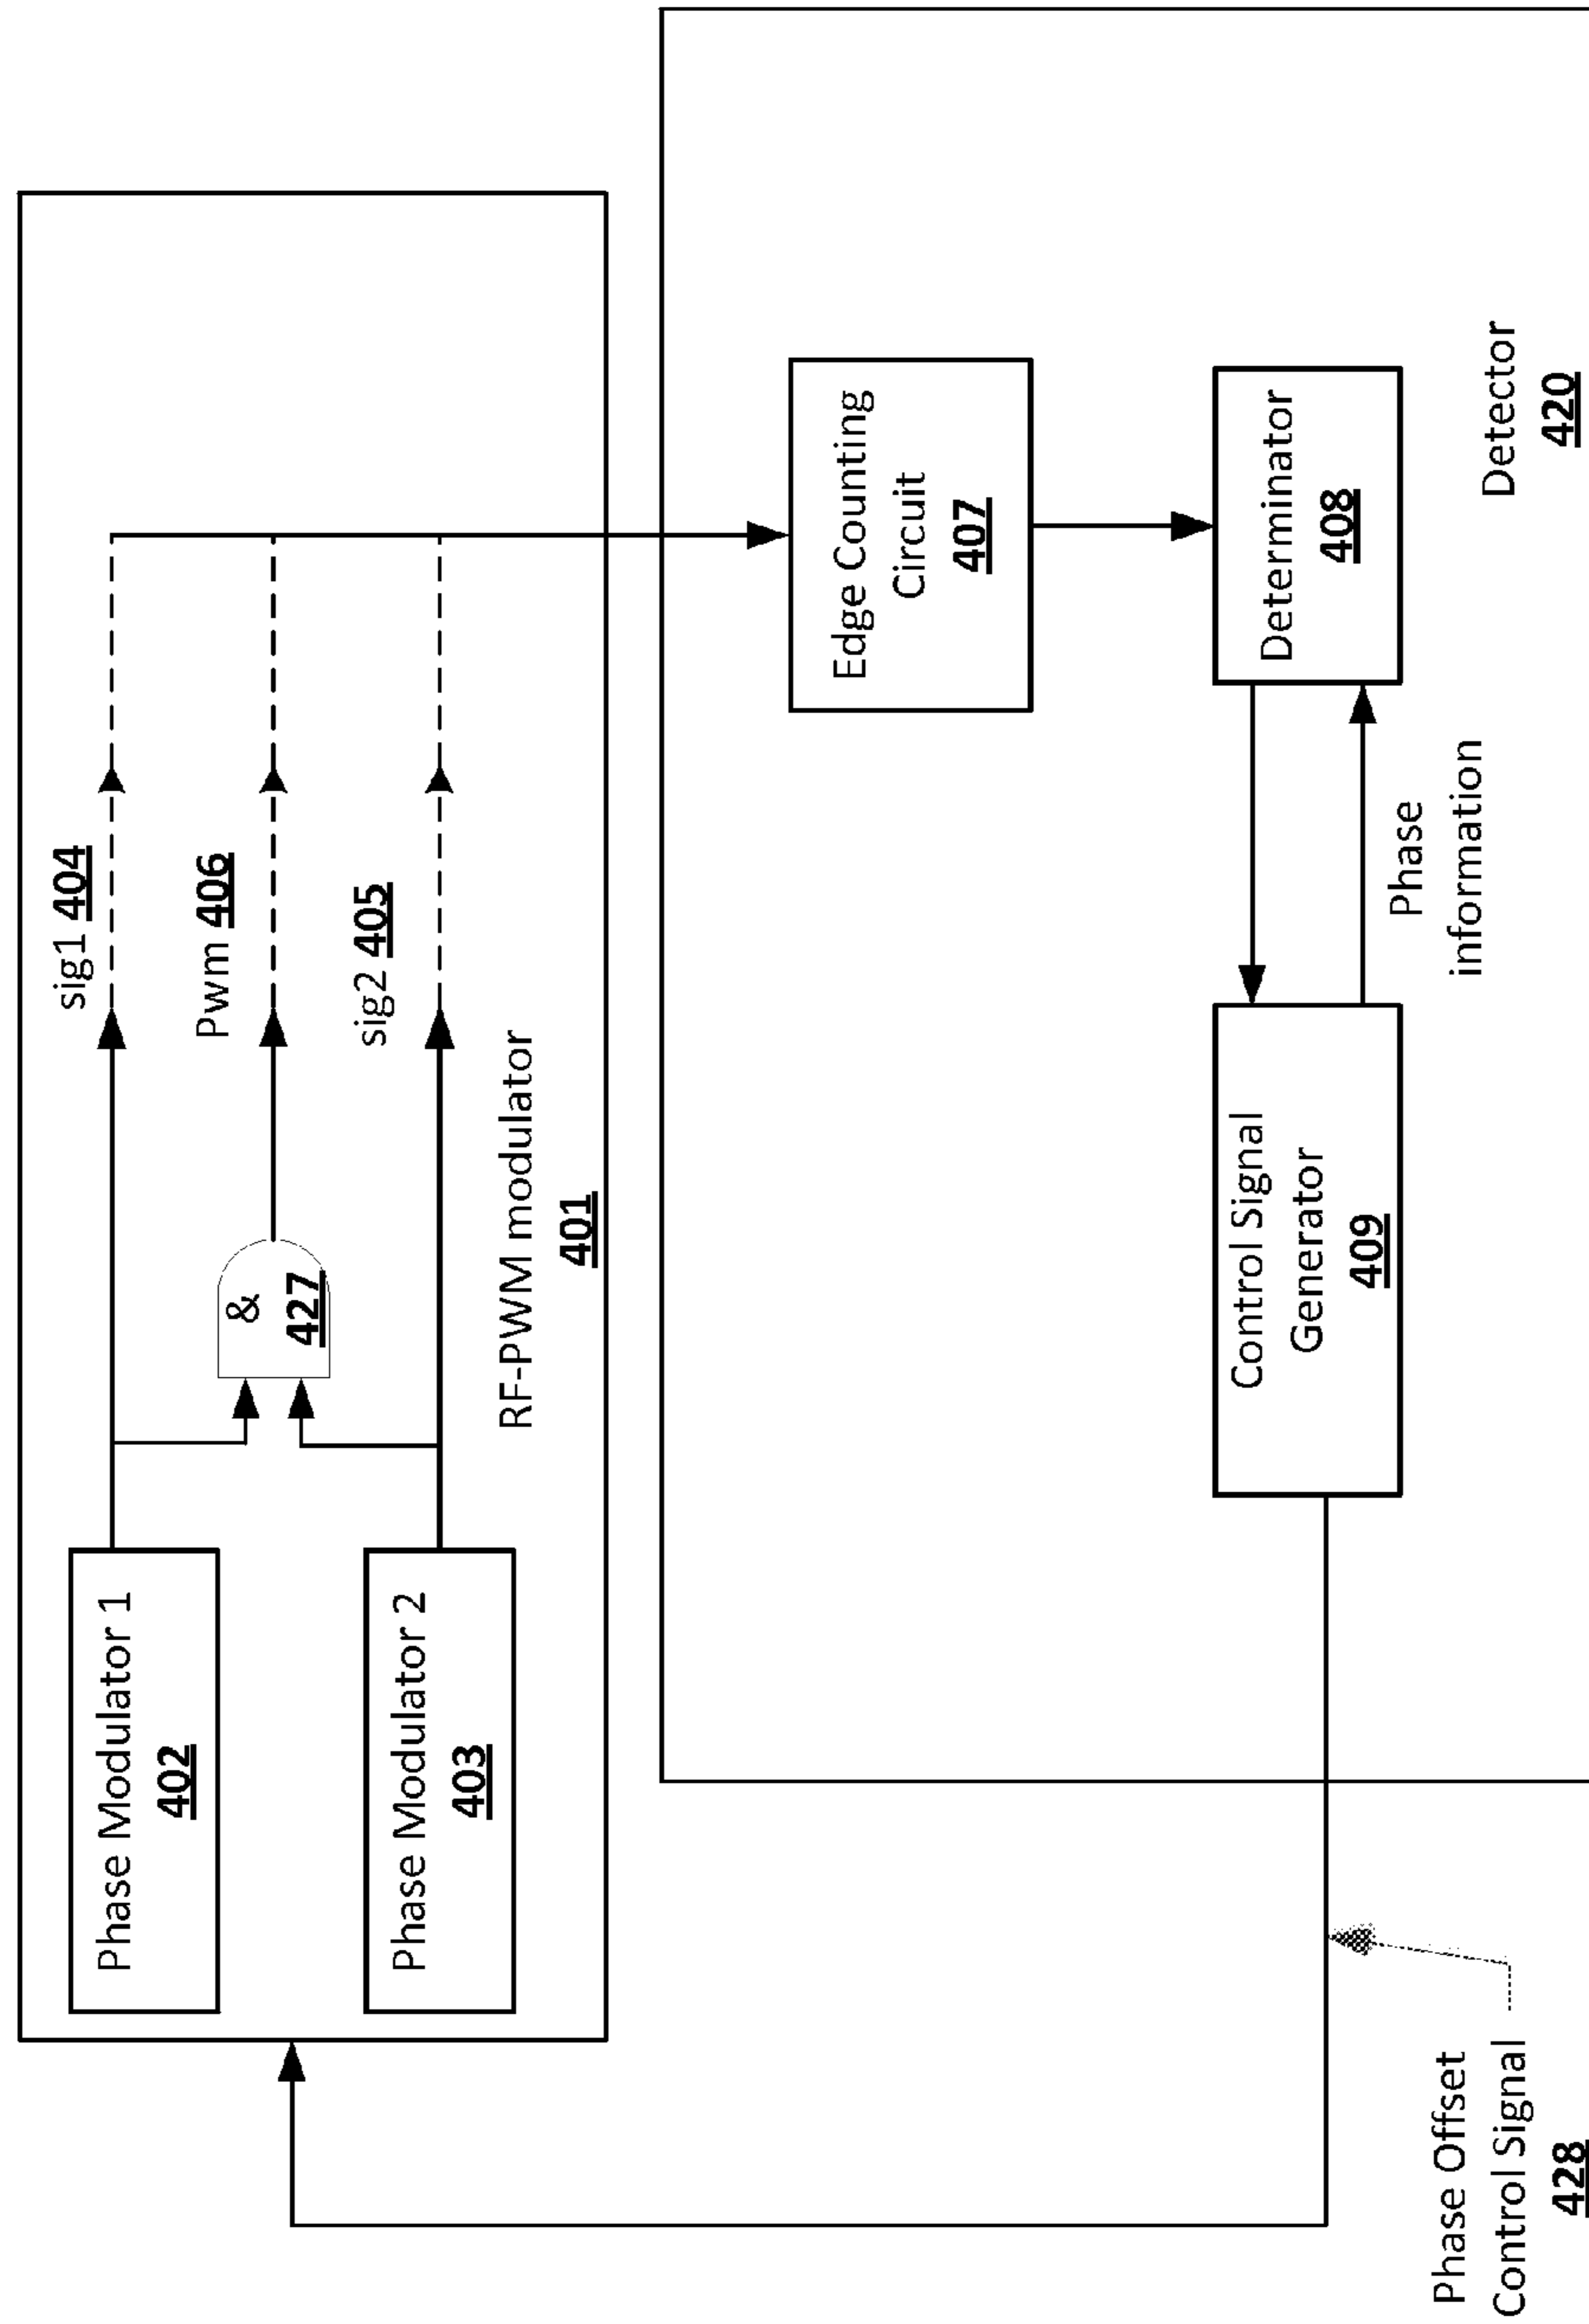 Phase Modulator 1
402
Phase Modulator 2
403
&
427
sig1 404
Pwm 406
sig2 405
RF-PWM modulator
401
Edge Counting
Circuit
407
Determinator
408
Control Signal
Generator
409
Phase
information
Detector
420
Phase Offset
Control Signal
428